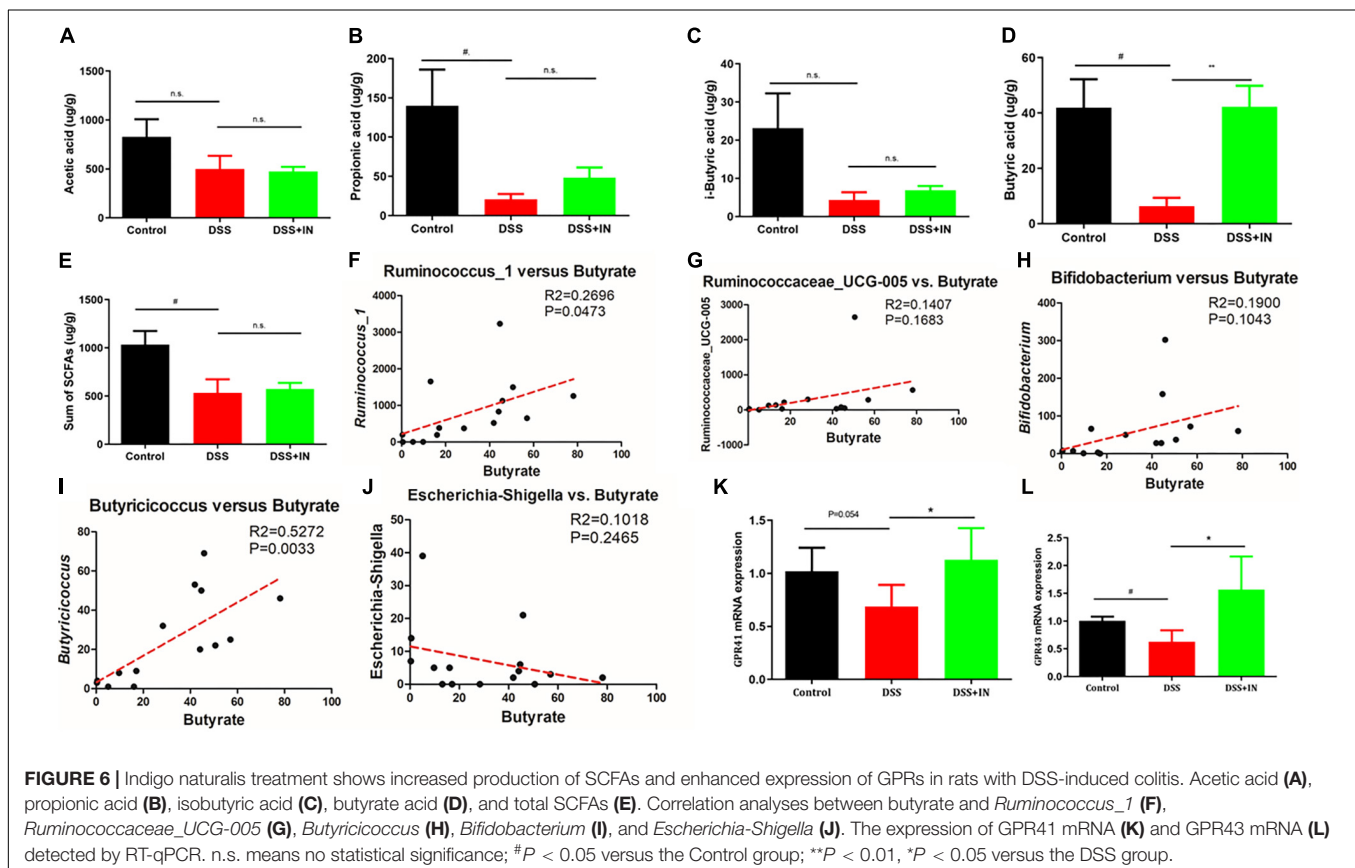 A
Acetic acid (ug/g)
1500
1000
500
0
n.s.
n.s.
Control DSS DSS+IN
B
Propionic acid (ug/g)
200
150
100
50
0
#.
n.s.
Control DSS DSS+IN
C
i-Butyric acid (ug/g)
40
30
20
10
0
n.s.
n.s.
Control DSS DSS+IN
D
Butyric acid (ug/g)
60
40
20
0
#
**
Control DSS DSS+IN
E
Sum of SCFAs (ug/g)
1500
1000
500
0
#
n.s.
Control DSS DSS+IN
F
Ruminococcus_1 versus Butyrate
R2=0.2696
P=0.0473
Ruminococcus_1
4000
3000
2000
1000
0
0 20 40 60 80 100
Butyrate
G
Ruminococcaceae_UCG-005 vs. Butyrate
R2=0.1407
P=0.1683
Ruminococcaceae_UCG-005
3000
2000
1000
0
-1000
20 40 60 80 100
Butyrate
H
Bifidobacterium versus Butyrate
R2=0.1900
P=0.1043
Bifidobacterium
400
300
200
100
0
0 20 40 60 80 100
Butyrate
I
Butyricicoccus versus Butyrate
R2=0.5272
P=0.0033
Butyricicoccus
80
60
40
20
0
0 20 40 60 80 100
Butyrate
J
Escherichia-Shigella vs. Butyrate
R2=0.1018
P=0.2465
Escherichia-Shigella
50
40
30
20
10
0
0 20 40 60 80 100
Butyrate
K
GPR41 mRNA expression
1.5
1.0
0.5
0.0
P=0.054
*
Control DSS DSS+IN
L
GPR43 mRNA expression
2.5
2.0
1.5
1.0
0.5
0.0
#
*
Control DSS DSS+IN
FIGURE 6 | Indigo naturalis treatment shows increased production of SCFAs and enhanced expression of GPRs in rats with DSS-induced colitis. Acetic acid (A),
propionic acid (B), isobutyric acid (C), butyrate acid (D), and total SCFAs (E). Correlation analyses between butyrate and Ruminococcus_1 (F),
Ruminococcaceae_UCG-005 (G), Butyricicoccus (H), Bifidobacterium (I), and Escherichia-Shigella (J). The expression of GPR41 mRNA (K) and GPR43 mRNA (L)
detected by RT-qPCR. n.s. means no statistical significance; #P < 0.05 versus the Control group; **P < 0.01, *P < 0.05 versus the DSS group.